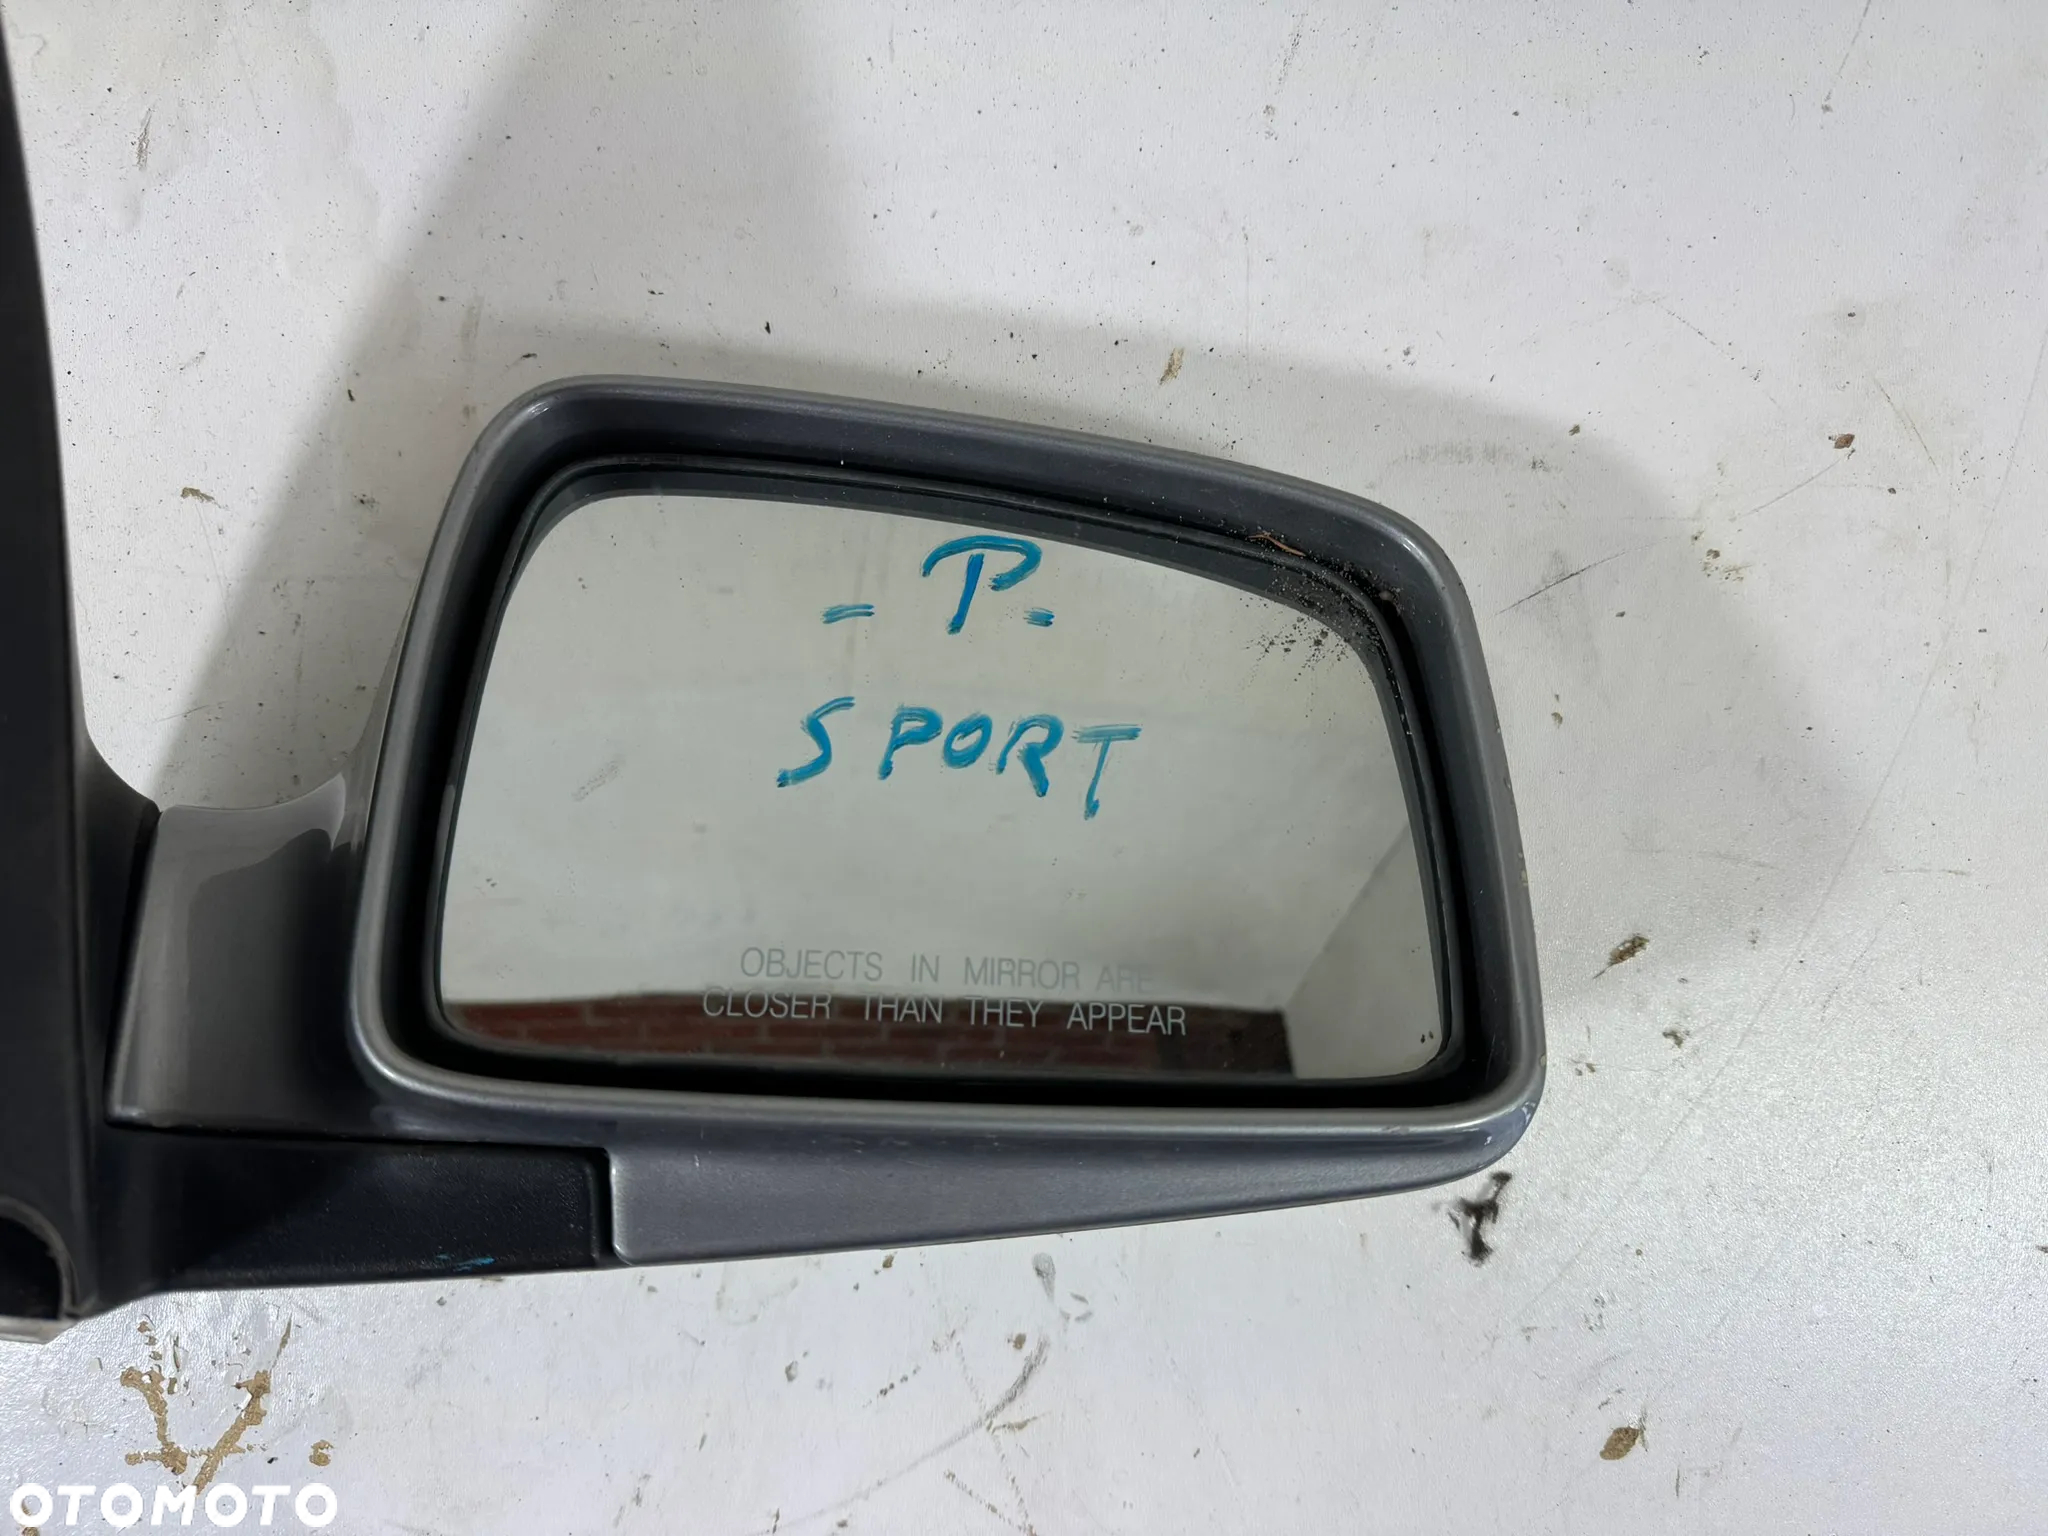 - P -
SPORT
OBJECTS IN MIRROR ARE
CLOSER THAN THEY APPEAR
OTOMOTO